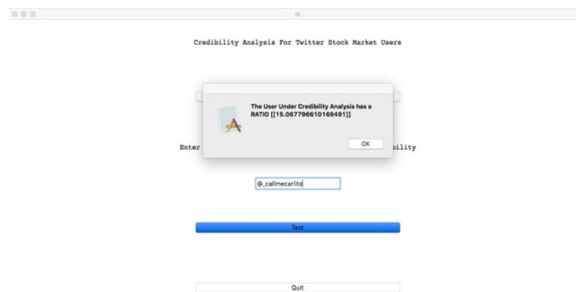 tk
Credibility Analysis For Twitter Stock Market Users
The User Under Credibility Analysis has a
RATIO [[15.067796610169491]]
OK
Enter
bility
@_callmecarlito
Test
Quit